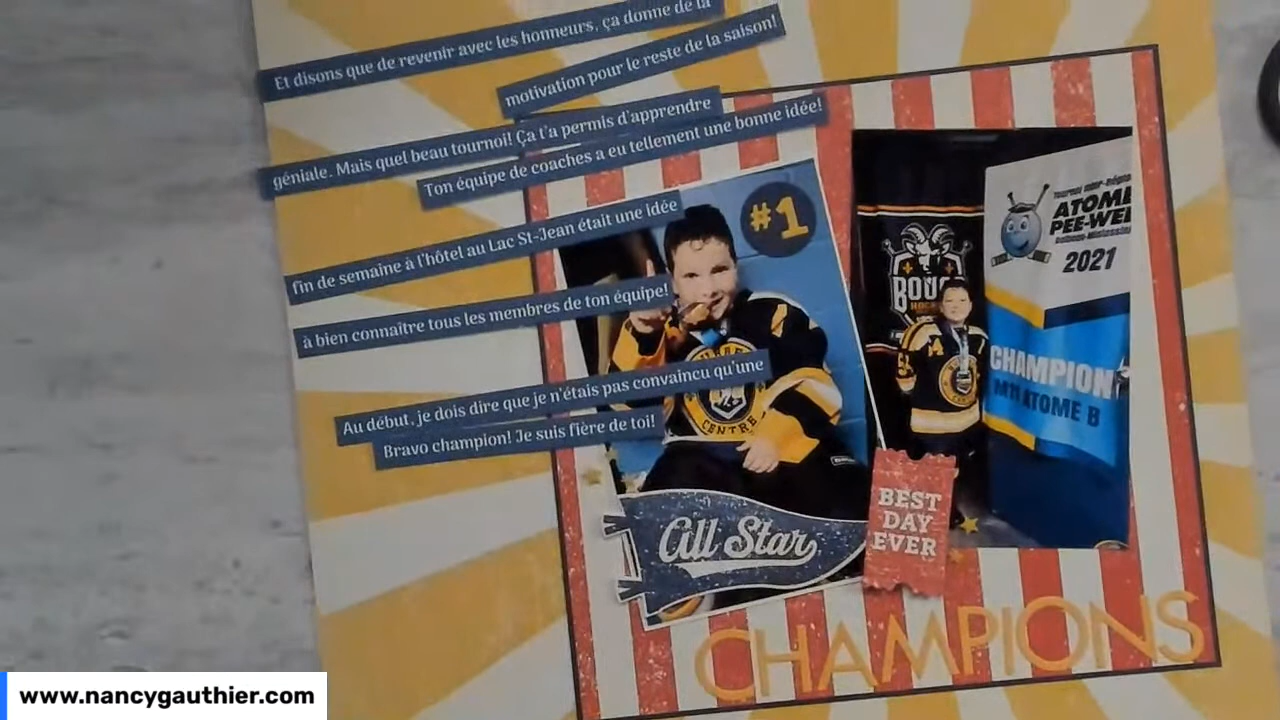 Et disons que de revenir avec les honneurs, ça donne de la
motivation pour le reste de la saison!
géniale. Mais quel beau tournoi! Ça t'a permis d'apprendre
Ton équipe de coaches a eu tellement une bonne idée!
fin de semaine à l'hôtel au Lac St-Jean était une idée
à bien connaître tous les membres de ton équipe!
Au début, je dois dire que je n'étais pas convaincu qu'une
Bravo champion! Je suis fière de toi!
#1
ATOME
PEE-WEE
2021
CHAMPION
M11 ATOME B
CENTRE
All Star
BEST
DAY
EVER
CHAMPIONS
www.nancygauthier.com